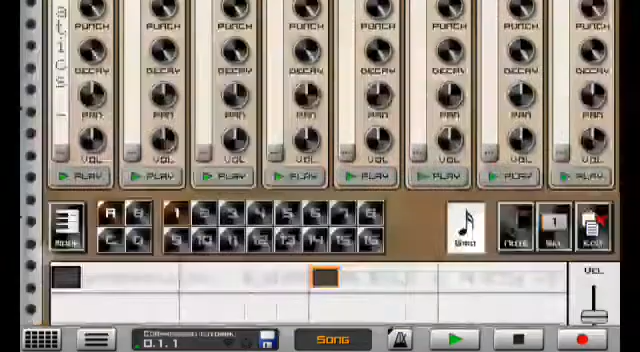 PUNCH PUNCH PUNCH PUNCH PUNCH PUNCH PUNCH PUNCH
DECAY DECAY DECAY DECAY DECAY DECAY DECAY DECAY
PAN PAN PAN PAN PAN PAN PAN PAN
VOL VOL VOL VOL VOL VOL VOL VOL
PLAY PLAY PLAY PLAY PLAY PLAY PLAY PLAY
A B 1 2 3 4 5 6 7 8
C D 9 10 11 12 13 14 15 16
1
VEL
0.1.1
SONG